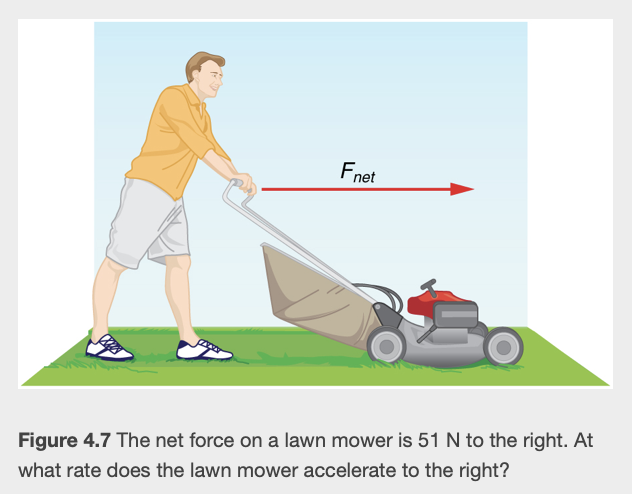 F net
Figure 4.7 The net force on a lawn mower is 51 N to the right. At
what rate does the lawn mower accelerate to the right?